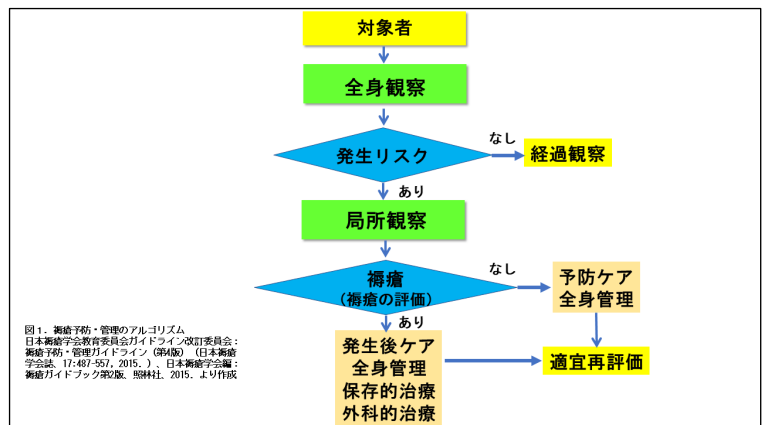 対象者
全身観察
発生リスク
なし
経過観察
あり
局所観察
褥瘡
(褥瘡の評価)
なし
予防ケア
全身管理
あり
発生後ケア
全身管理
保存的治療
外科的治療
適宜再評価
図１．褥瘡予防・管理のアルゴリズム
日本褥瘡学会教育委員会ガイドライン改訂委員会：
褥瘡予防・管理ガイドライン（第4版）（日本褥瘡
学会誌、17:487-557, 2015．）、日本褥瘡学会編：
褥瘡ガイドブック第2版、照林社、2015．より作成